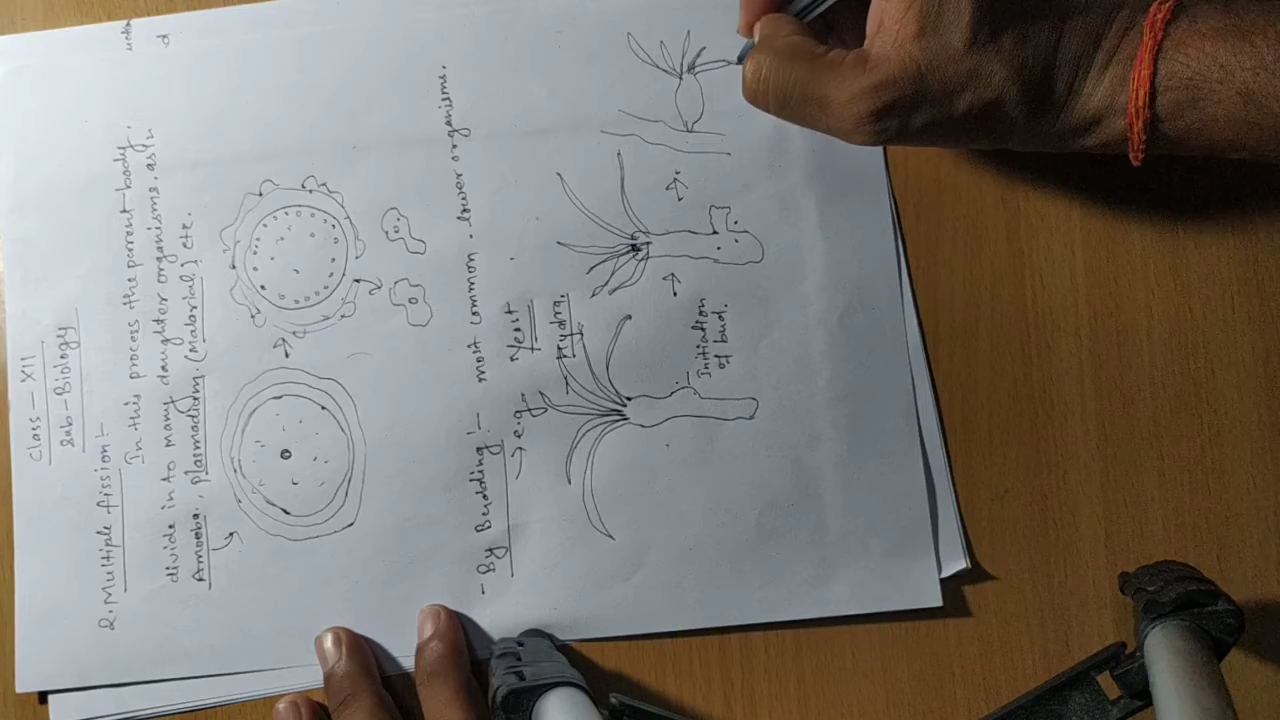 Class - XII
Sub-Biology
2. Multiple fission:-
In this process the parent body,
divide in to many daughter organisms. as in
Amoeba, plasmodium. (Malarial) etc.
- By Budding:- most common. lower organisms.
→ e.g. Yeast
→ Hydra.
Initiation
of bud.